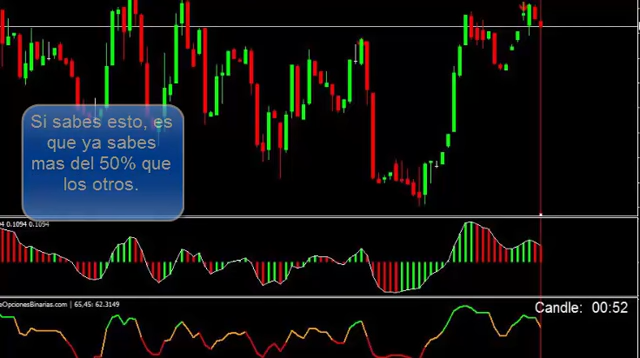 Si sabes esto, es
que ya sabes
mas del 50% que
los otros.
4 0.1094 0.1094
eOpcionesBinarias.com | 65,45: 62.3149
Candle: 00:52